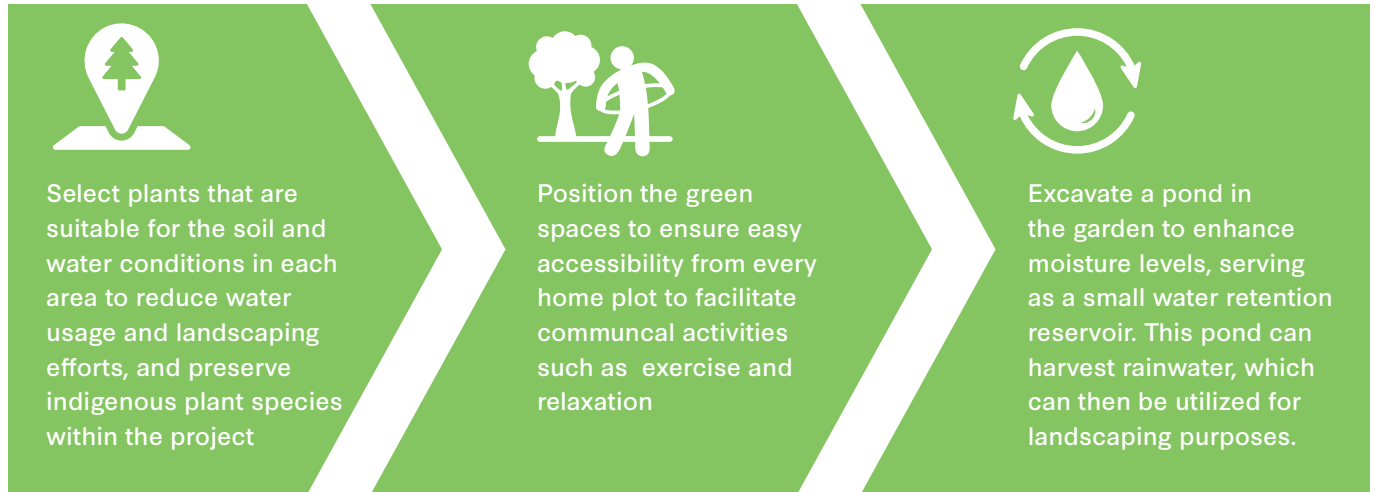 Select plants that are
suitable for the soil and
water conditions in each
area to reduce water
usage and landscaping
efforts, and preserve
indigenous plant species
within the project
Position the green
spaces to ensure easy
accessibility from every
home plot to facilitate
communcal activities
such as  exercise and
relaxation
Excavate a pond in
the garden to enhance
moisture levels, serving
as a small water retention
reservoir. This pond can
harvest rainwater, which
can then be utilized for
landscaping purposes.